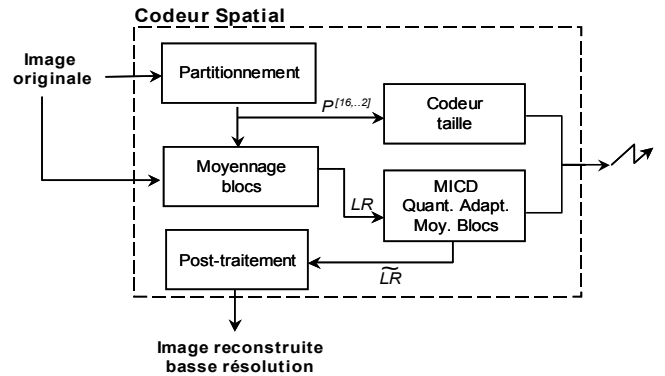 Codeur Spatial
Image
originale
Partitionnement
P[16,..2]
Codeur
taille
Moyennage
blocs
LR
MICD
Quant. Adapt.
Moy. Blocs
Post-traitement
L͠R
Image reconstruite
basse résolution